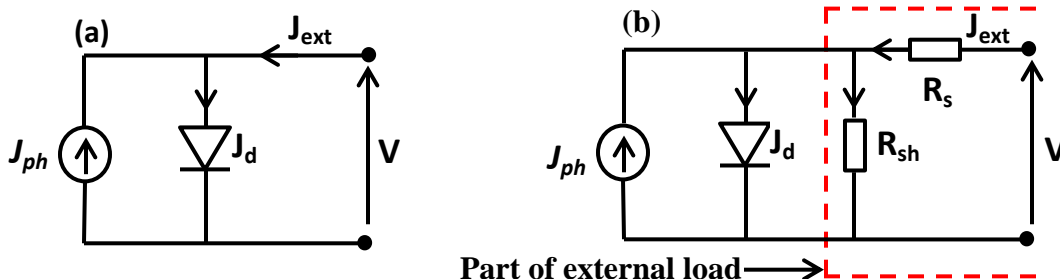 (a)
J_ext
J_ph
J_d
V
(b)
J_ext
R_s
J_ph
J_d
R_sh
V
Part of external load